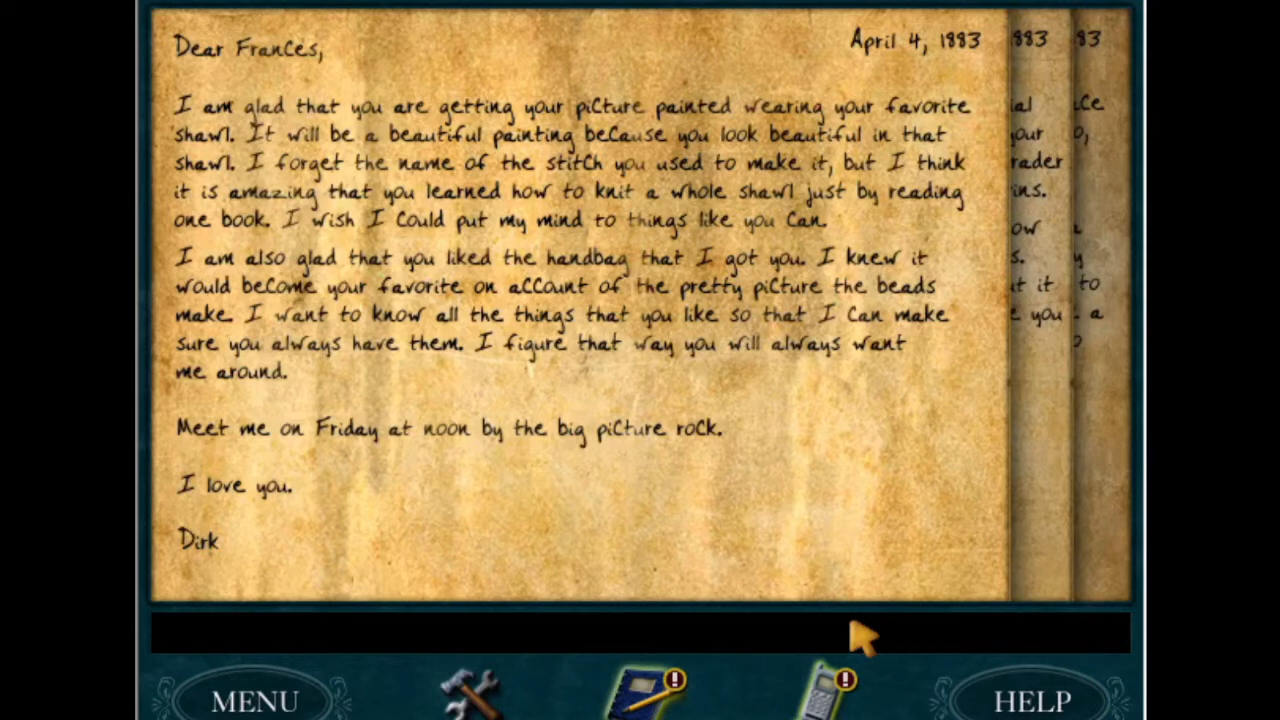 Dear Frances,
April 4, 1883
I am glad that you are getting your picture painted wearing your favorite
shawl. It will be a beautiful painting because you look beautiful in that
shawl. I forget the name of the stitch you used to make it, but I think
it is amazing that you learned how to knit a whole shawl just by reading
one book. I wish I could put my mind to things like you can.
I am also glad that you liked the handbag that I got you. I knew it
would become your favorite on account of the pretty picture the beads
make. I want to know all the things that you like so that I can make
sure you always have them. I figure that way you will always want
me around.
Meet me on Friday at noon by the big picture rock.
I love you.
Dirk
883
your
ow
it
you
83
to
a
MENU
HELP